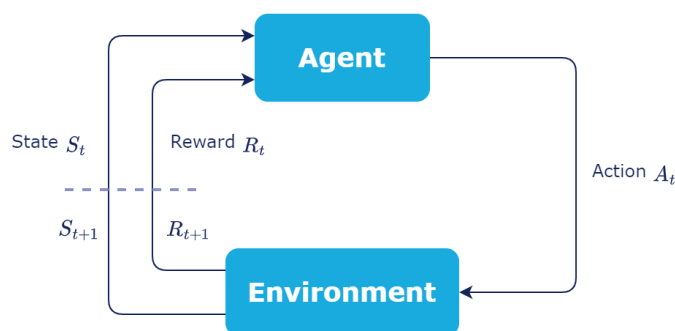 Agent
State S_t
Reward R_t
Action A_t
S_{t+1}
R_{t+1}
Environment